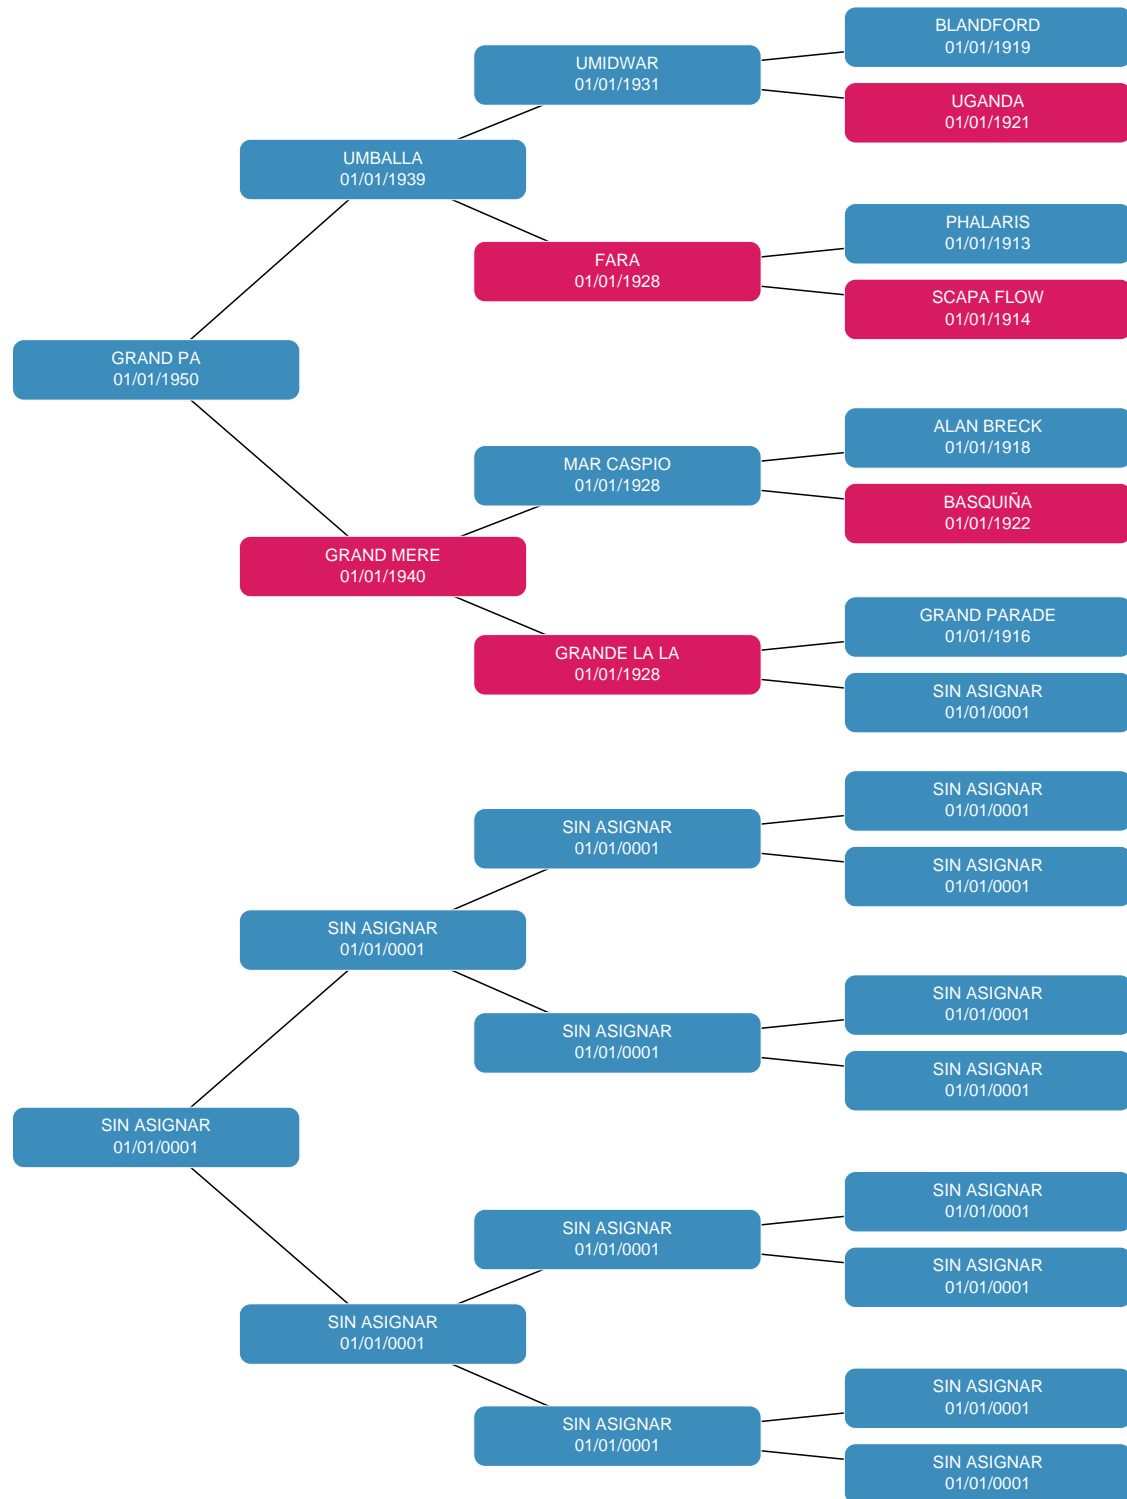 BLANDFORD
01/01/1919
UMIDWAR
01/01/1931
UGANDA
01/01/1921
UMBALLA
01/01/1939
PHALARIS
01/01/1913
FARA
01/01/1928
SCAPA FLOW
01/01/1914
GRAND PA
01/01/1950
ALAN BRECK
01/01/1918
MAR CASPIO
01/01/1928
BASQUIÑA
01/01/1922
GRAND MERE
01/01/1940
GRAND PARADE
01/01/1916
GRANDE LA LA
01/01/1928
SIN ASIGNAR
01/01/0001
SIN ASIGNAR
01/01/0001
SIN ASIGNAR
01/01/0001
SIN ASIGNAR
01/01/0001
SIN ASIGNAR
01/01/0001
SIN ASIGNAR
01/01/0001
SIN ASIGNAR
01/01/0001
SIN ASIGNAR
01/01/0001
SIN ASIGNAR
01/01/0001
SIN ASIGNAR
01/01/0001
SIN ASIGNAR
01/01/0001
SIN ASIGNAR
01/01/0001
SIN ASIGNAR
01/01/0001
SIN ASIGNAR
01/01/0001
SIN ASIGNAR
01/01/0001
SIN ASIGNAR
01/01/0001